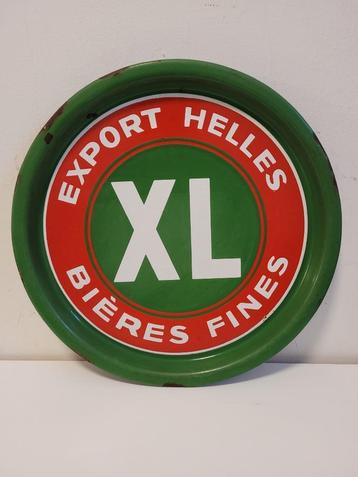 EXPORT HELLES
XL
BIÈRES FINES